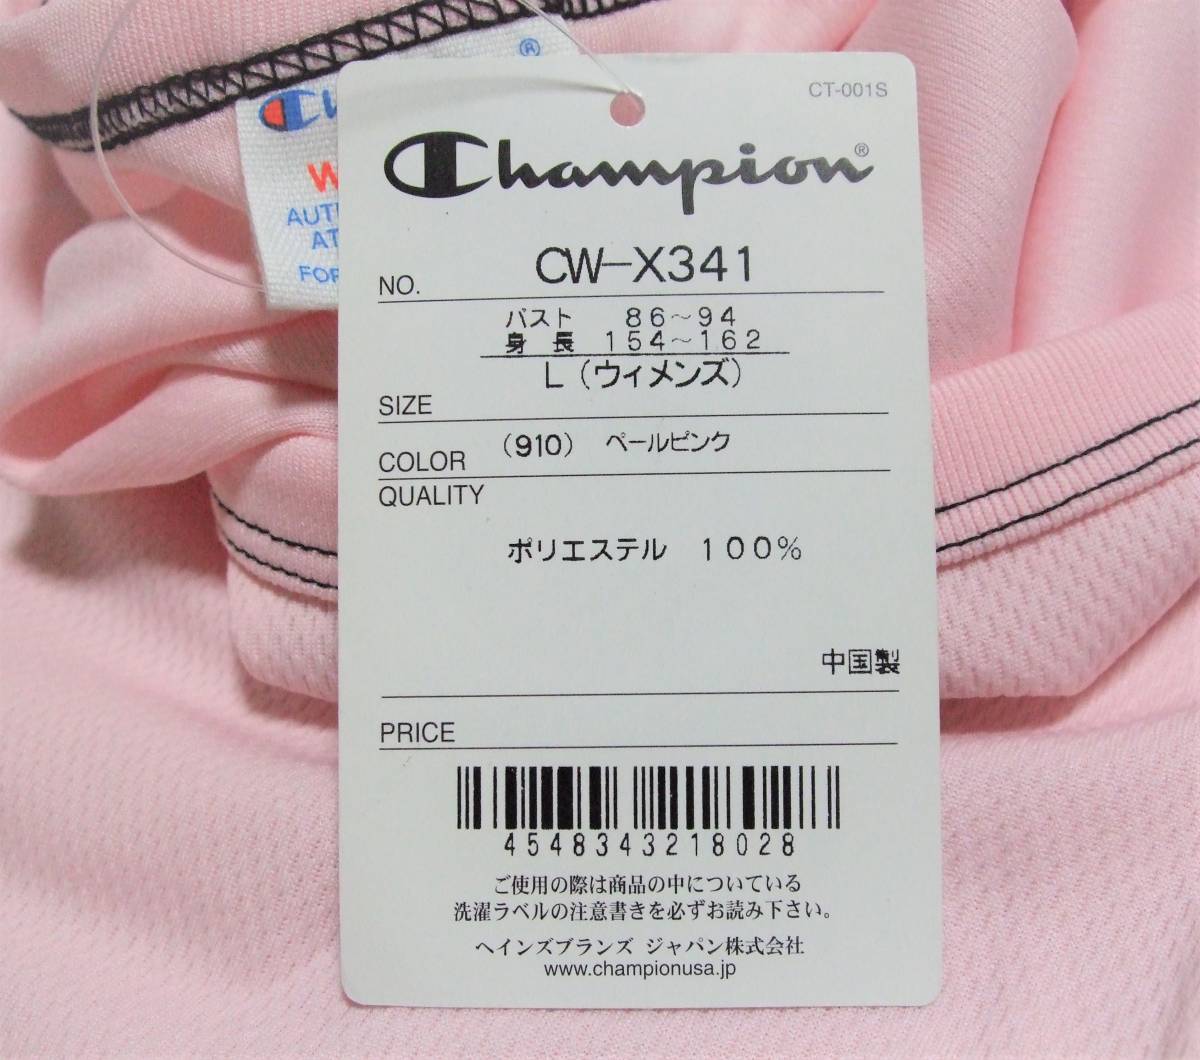 ®
CT-001S
Champion®
AUT
AT
FOR
NO. CW-X341
バスト 86~94
身長 154~162
L (ウィメンズ)
SIZE
COLOR (910) ペールピンク
QUALITY
ポリエステル 100%
中国製
PRICE
4548343218028
ご使用の際は商品の中についている
洗濯ラベルの注意書きを必ずお読み下さい。
ヘインズブランズ ジャパン株式会社
www.championusa.jp